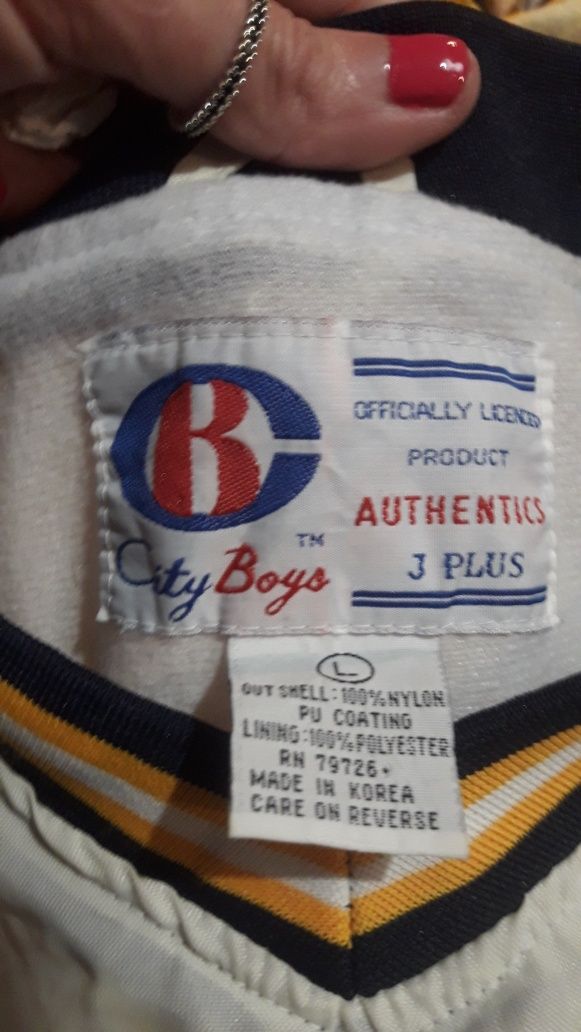 CB
City Boys TM
OFFICIALLY LICENCED
PRODUCT
AUTHENTICS
J PLUS
L
OUT SHELL:100%NYLON
PU COATING
LINING:100%POLYESTER
RN 79726
MADE IN KOREA
CARE ON REVERSE